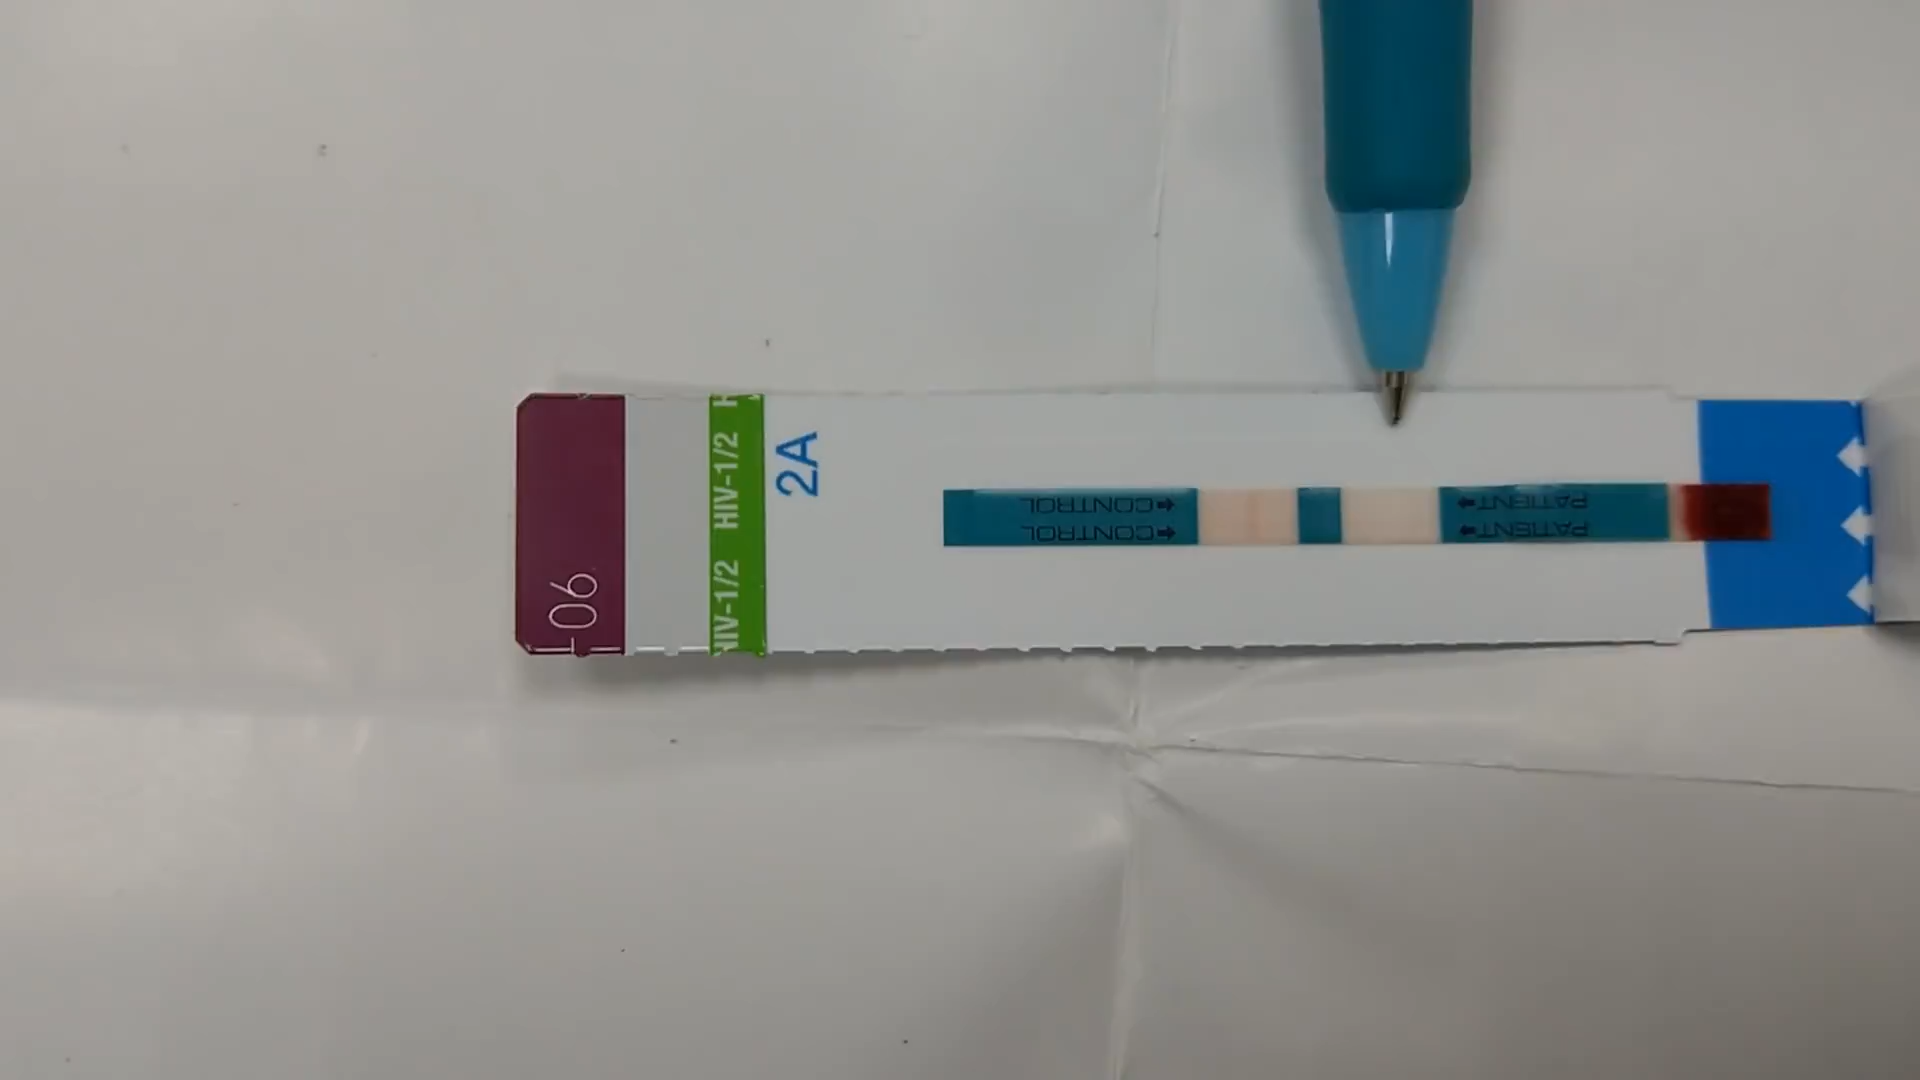 -06
HIV-1/2 HIV-1/2
2A
CONTROL
CONTROL
PATIENT
PATIENT